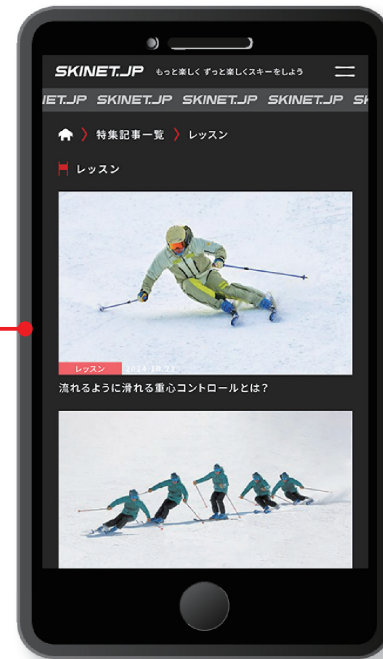 SKINET.JP もっと楽しく ずっと楽しくスキーをしよう
IET.JP SKINET.JP SKINET.JP SKINET.JP SK
特集記事一覧 〉 レッスン
レッスン
レッスン
流れるように滑れる重心コントロールとは?